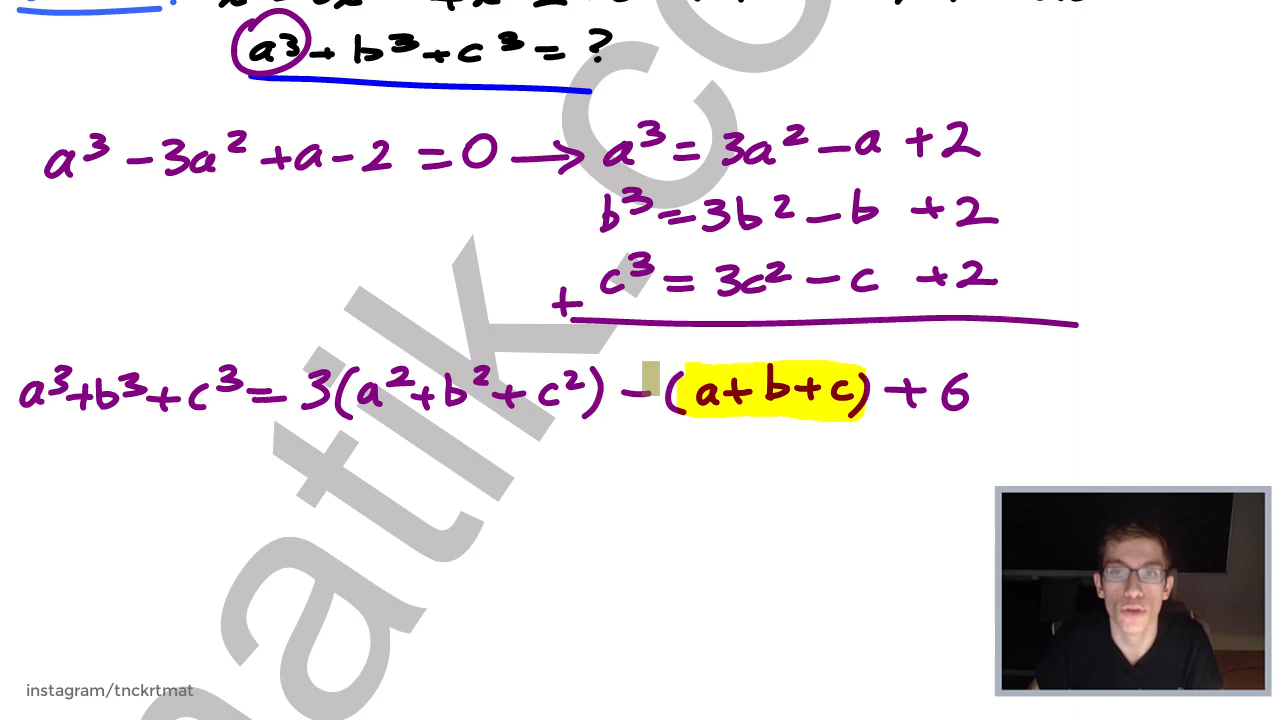 a³ + b³ + c³ = ?
a³ - 3a² + a - 2 = 0 → a³ = 3a² - a + 2
b³ = 3b² - b + 2
+ c³ = 3c² - c + 2
a³ + b³ + c³ = 3(a² + b² + c²) - (a + b + c) + 6
instagram/tnckrtmat